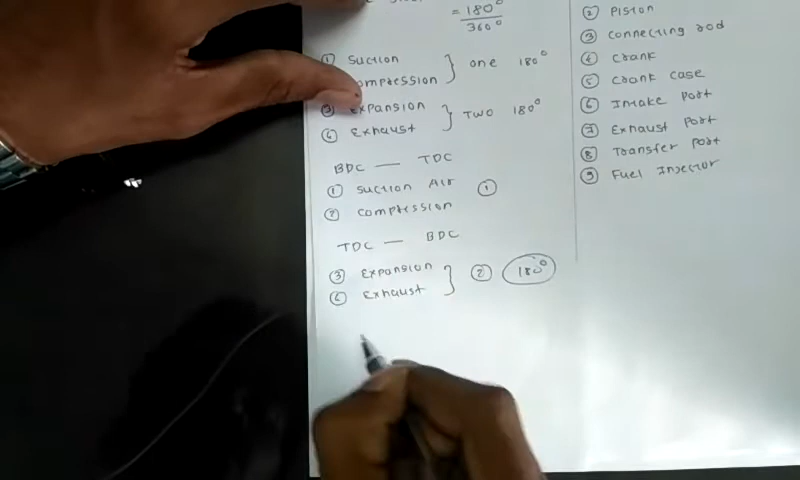 = 180°
360°
① Suction
compression } one 180°
③ Expansion
④ Exhaust } Two 180°
BDC — TDC
① Suction Air ①
② compression
TDC — BDC
③ Expansion
④ Exhaust } ② 180°
② Piston
③ Connecting rod
④ Crank
⑤ Crank case
⑥ Intake port
⑦ Exhaust port
⑧ Transfer port
⑨ Fuel Injector